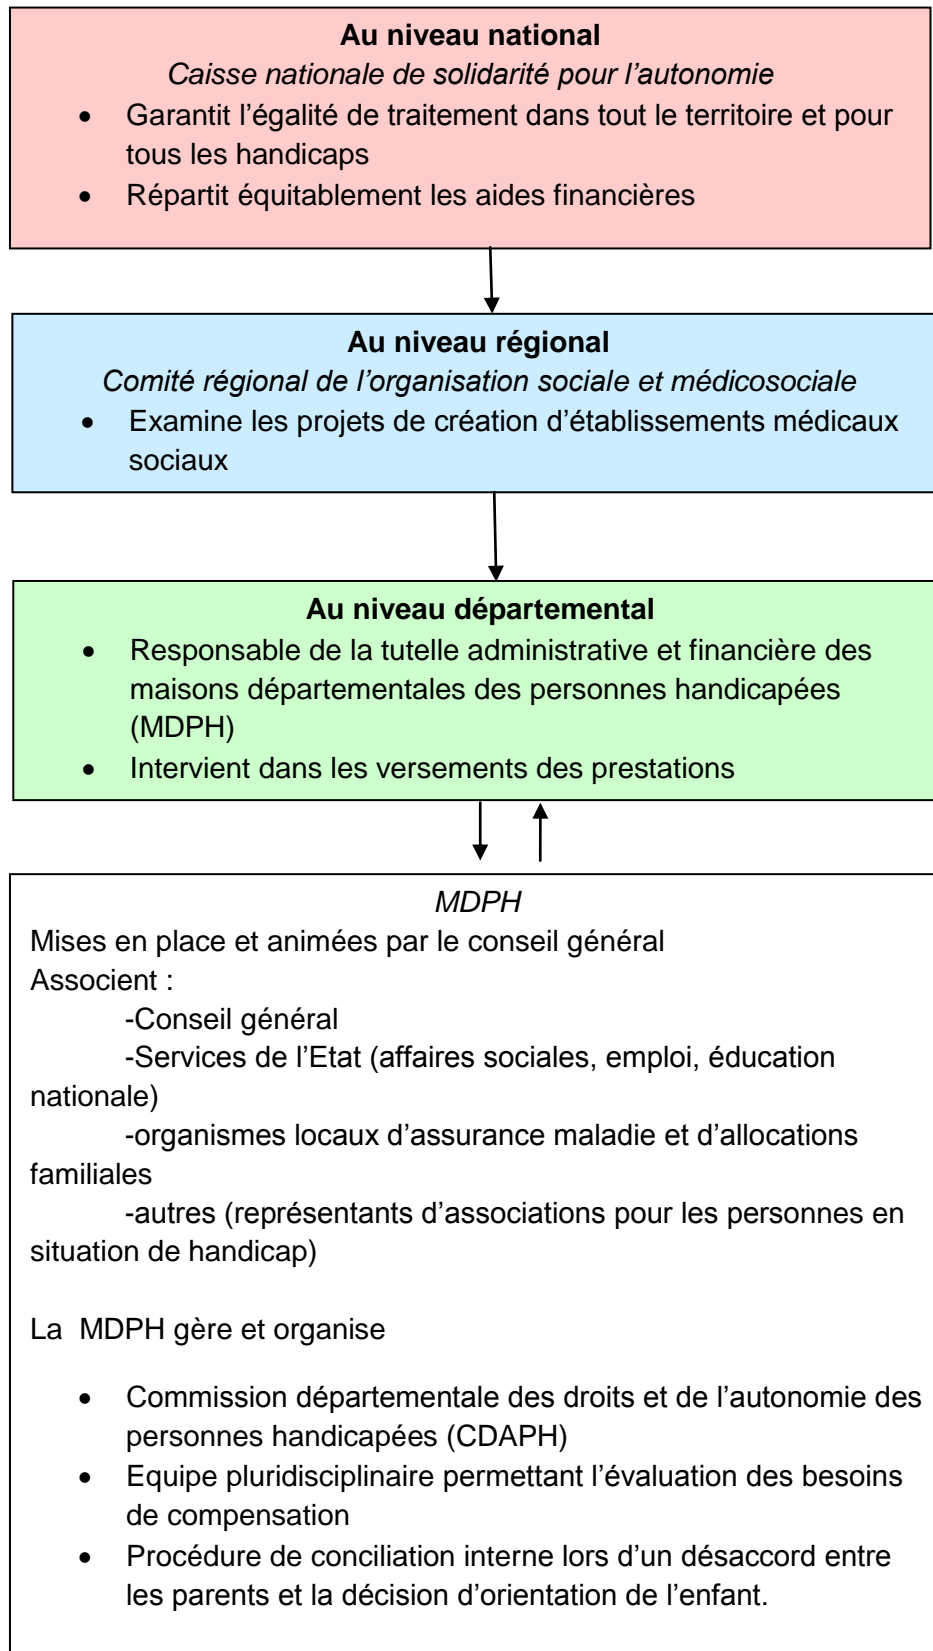 Au niveau national
Caisse nationale de solidarité pour l'autonomie
• Garantit l'égalité de traitement dans tout le territoire et pour
tous les handicaps
• Répartit équitablement les aides financières
Au niveau régional
Comité régional de l'organisation sociale et médicosociale
• Examine les projets de création d'établissements médicaux
sociaux
Au niveau départemental
• Responsable de la tutelle administrative et financière des
maisons départementales des personnes handicapées
(MDPH)
• Intervient dans les versements des prestations
MDPH
Mises en place et animées par le conseil général
Associent :
-Conseil général
-Services de l'Etat (affaires sociales, emploi, éducation
nationale)
-organismes locaux d'assurance maladie et d'allocations
familiales
-autres (représentants d'associations pour les personnes en
situation de handicap)
La MDPH gère et organise
• Commission départementale des droits et de l'autonomie des
personnes handicapées (CDAPH)
• Equipe pluridisciplinaire permettant l'évaluation des besoins
de compensation
• Procédure de conciliation interne lors d'un désaccord entre
les parents et la décision d'orientation de l'enfant.